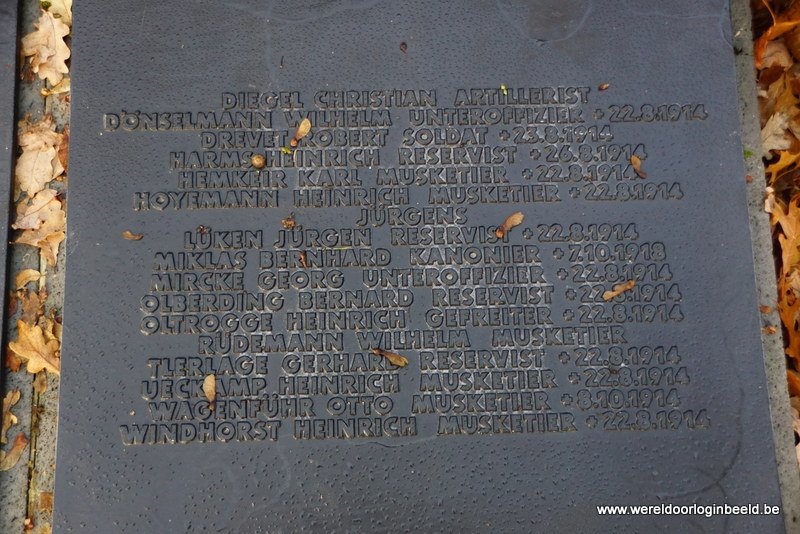 DIEGEL CHRISTIAN ARTILLERIST +
DÖNSELMANN WILHELM UNTEROFFIZIER + 22.8.1914
DREVET ROBERT SOLDAT + 23.8.1914
HARMS HEINRICH RESERVIST + 26.8.1914
HEMKHIR KARL MUSKETIER + 22.8.1914
HOYEMANN HEINRICH MUSKETIER + 22.8.1914
JÜRGENS
LÜKEN JÜRGEN RESERVIST + 22.8.1914
MIKLAS BERNHARD KANONIER + 7.10.1918
MIRCKE GEORG UNTEROFFIZIER + 22.8.1914
OLBERDING BERNARD RESERVIST + 22.8.1914
OLTROGGE HEINRICH GEFREITER + 22.8.1914
RÜDEMANN WILHELM MUSKETIER
TLERLAGE GERHARD RESERVIST + 22.8.1914
UECKAMP HEINRICH MUSKETIER + 22.8.1914
WAGENFÜHR OTTO MUSKETIER + 8.10.1914
WINDHORST HEINRICH MUSKETIER + 22.8.1914
www.wereldoorloginbeeld.be